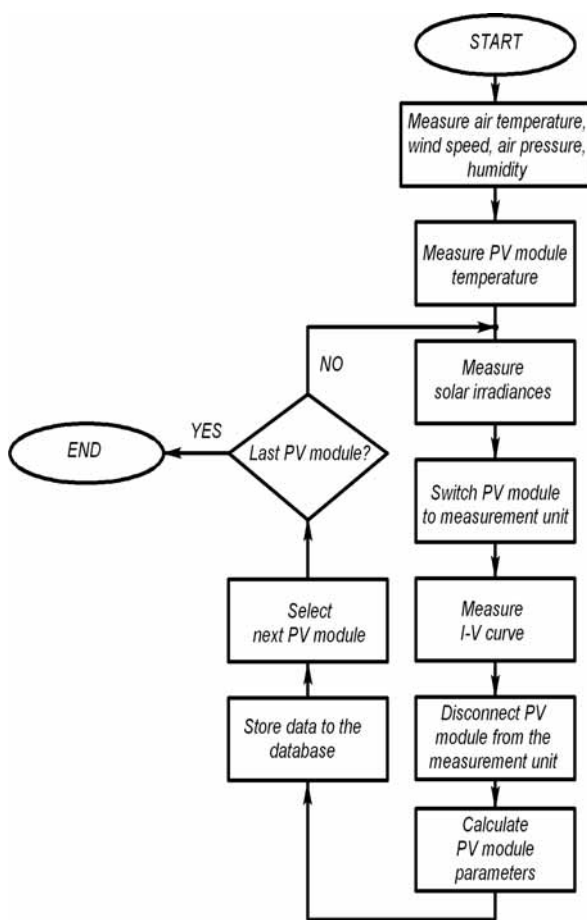 START
Measure air temperature,
wind speed, air pressure,
humidity
Measure PV module
temperature
NO
Measure
solar irradiances
YES
END
Last PV module?
Switch PV module
to measurement unit
Select
next PV module
Measure
I-V curve
Store data to the
database
Disconnect PV
module from the
measurement unit
Calculate
PV module
parameters